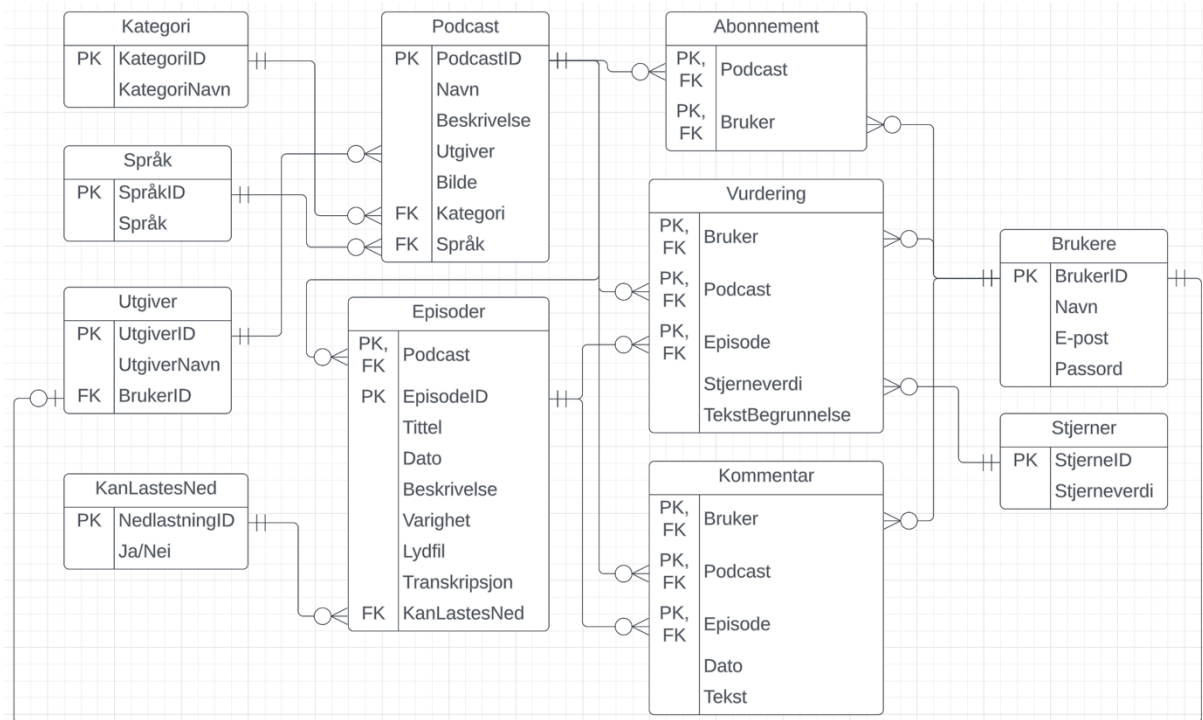 Kategori
PK KategoriID
KategoriNavn
Språk
PK SpråkID
Språk
Utgiver
PK UtgiverID
UtgiverNavn
FK BrukerID
KanLastesNed
PK NedlastningID
Ja/Nei
Podcast
PK PodcastID
Navn
Beskrivelse
Utgiver
Bilde
FK Kategori
FK Språk
Episoder
PK,
FK Podcast
PK EpisodeID
Tittel
Dato
Beskrivelse
Varighet
Lydfil
Transkripsjon
FK KanLastesNed
Abonnement
PK,
FK Podcast
PK,
FK Bruker
Vurdering
PK,
FK Bruker
PK,
FK Podcast
PK,
FK Episode
Stjerneverdi
TekstBegrunnelse
Kommentar
PK,
FK Bruker
PK,
FK Podcast
PK,
FK Episode
Dato
Tekst
Brukere
PK BrukerID
Navn
E-post
Passord
Stjerner
PK StjerneID
Stjerneverdi